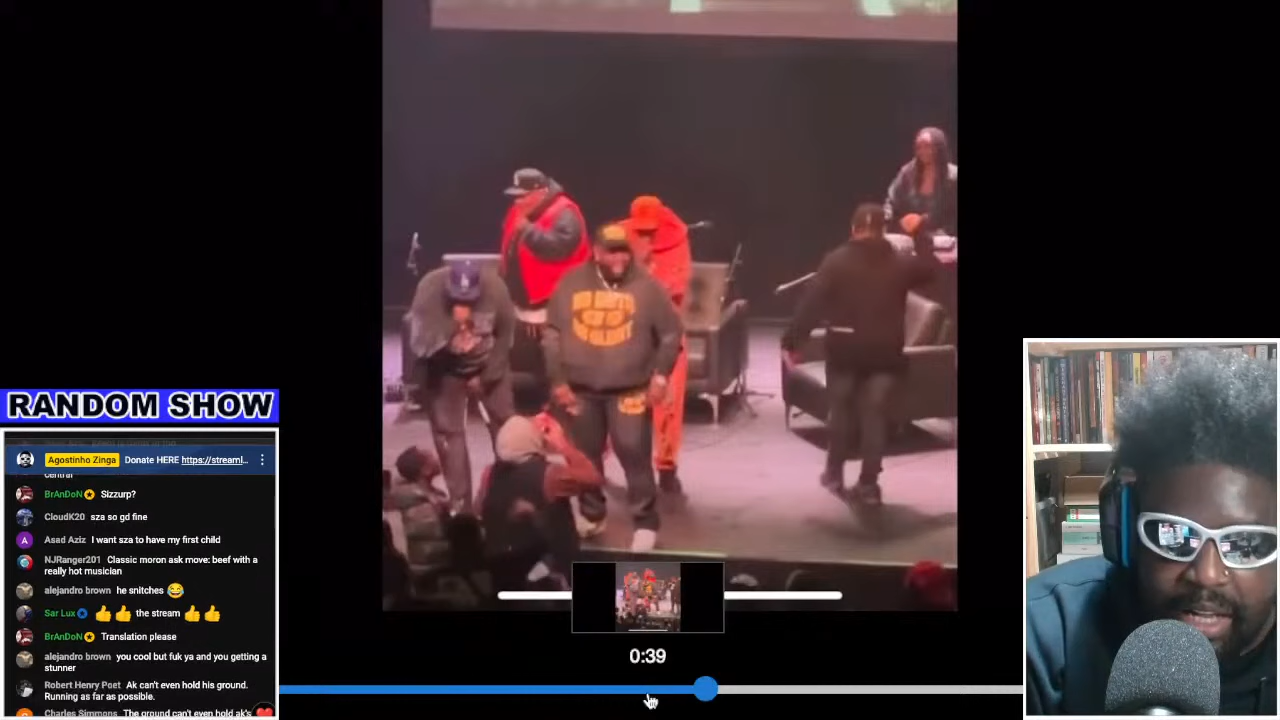 RANDOM SHOW
Agostinho Zinga Donate HERE https://streaml...
Central
BrAnDoN Sizzurp?
CloudK20 sza so gd fine
A
Asad Aziz I want sza to have my first child
NJRanger201 Classic moron ask move: beef with a
really hot musician
alejandro brown he snitches 😂
Sar Lux 👍👍 the stream 👍👍
BrAnDoN Translation please
alejandro brown you cool but fuk ya and you getting a
stunner
Robert Henry Poet Ak can't even hold his ground.
Running as far as possible.
Charles Simmons The ground can't even hold ak's
0:39